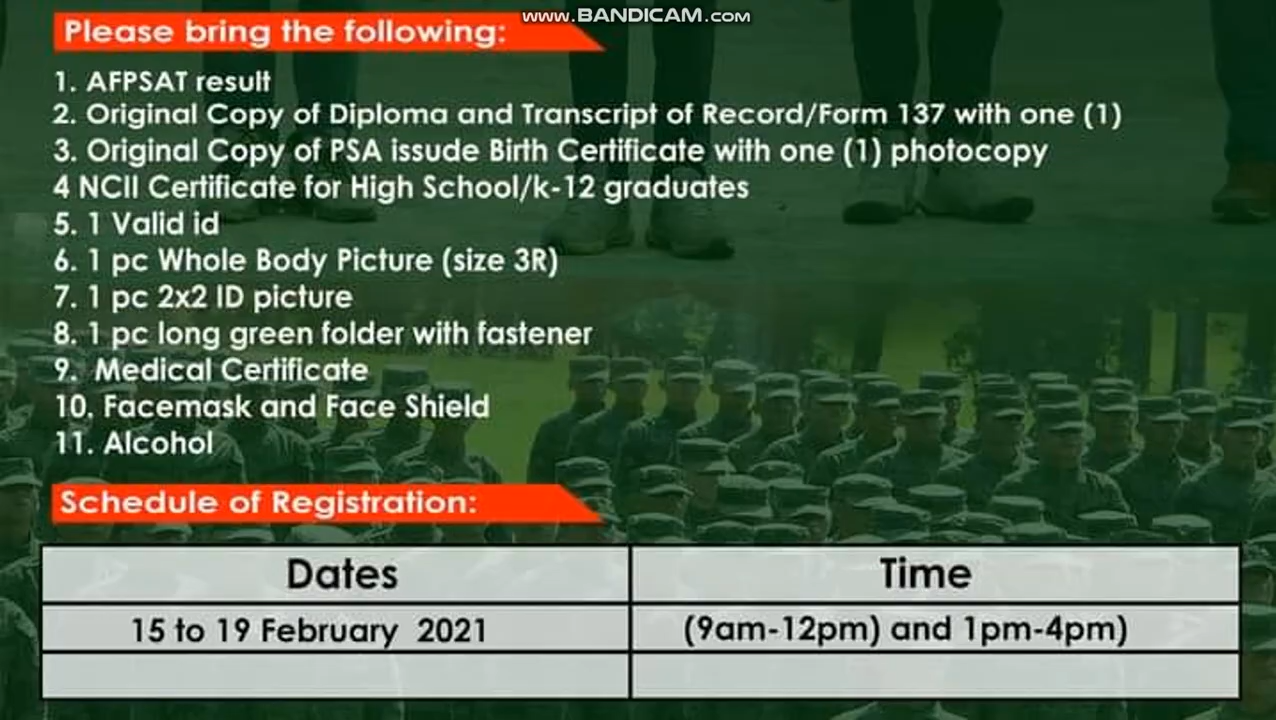 www.BANDICAM.com
Please bring the following:
1. AFPSAT result
2. Original Copy of Diploma and Transcript of Record/Form 137 with one (1)
3. Original Copy of PSA issude Birth Certificate with one (1) photocopy
4 NCII Certificate for High School/k-12 graduates
5. 1 Valid id
6. 1 pc Whole Body Picture (size 3R)
7. 1 pc 2x2 ID picture
8. 1 pc long green folder with fastener
9. Medical Certificate
10. Facemask and Face Shield
11. Alcohol
Schedule of Registration:
Dates Time
15 to 19 February 2021 (9am-12pm) and 1pm-4pm)